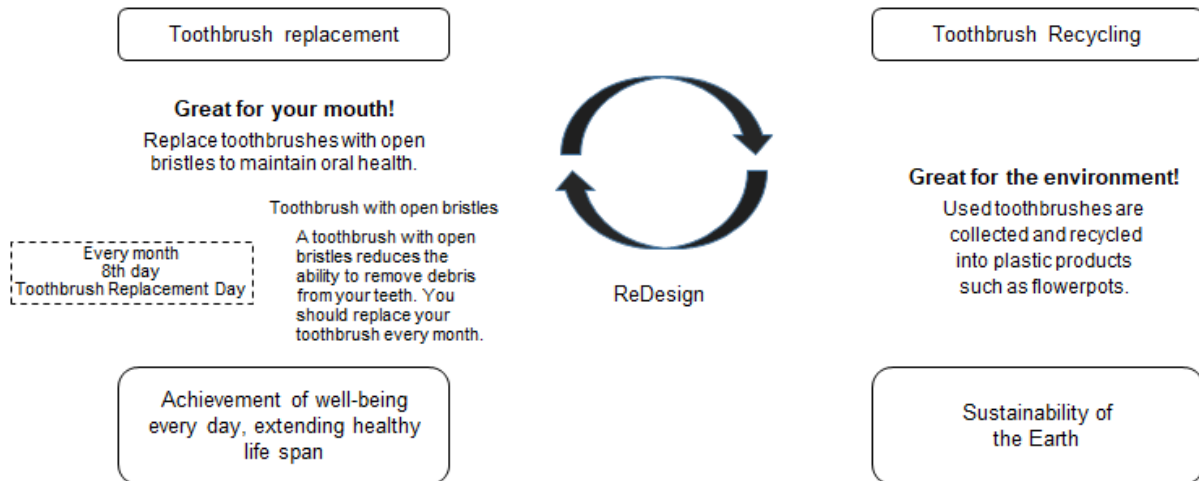 Toothbrush replacement
Great for your mouth!
Replace toothbrushes with open
bristles to maintain oral health.
Toothbrush with open bristles
A toothbrush with open
bristles reduces the
ability to remove debris
from your teeth. You
should replace your
toothbrush every month.
Every month
8th day
Toothbrush Replacement Day
Achievement of well-being
every day, extending healthy
life span
ReDesign
Toothbrush Recycling
Great for the environment!
Used toothbrushes are
collected and recycled
into plastic products
such as flowerpots.
Sustainability of
the Earth